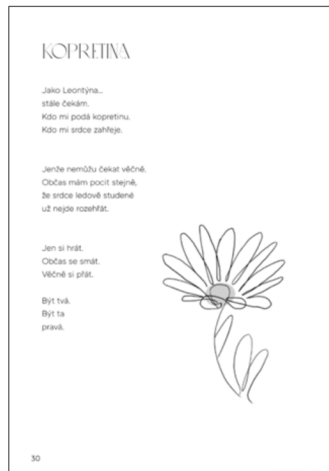 KOPRETINA
Jako Leontýna...
stále čekám.
Kdo mi podá kopretinu.
Kdo mi srdce zahřeje.
Jenže nemůžu čekat věčně.
Občas mám pocit stejně,
že srdce ledově studené
už nejde rozehřát.
Jen si hrát.
Občas se smát.
Věčně si přát.
Být tvá.
Být ta
pravá.
30